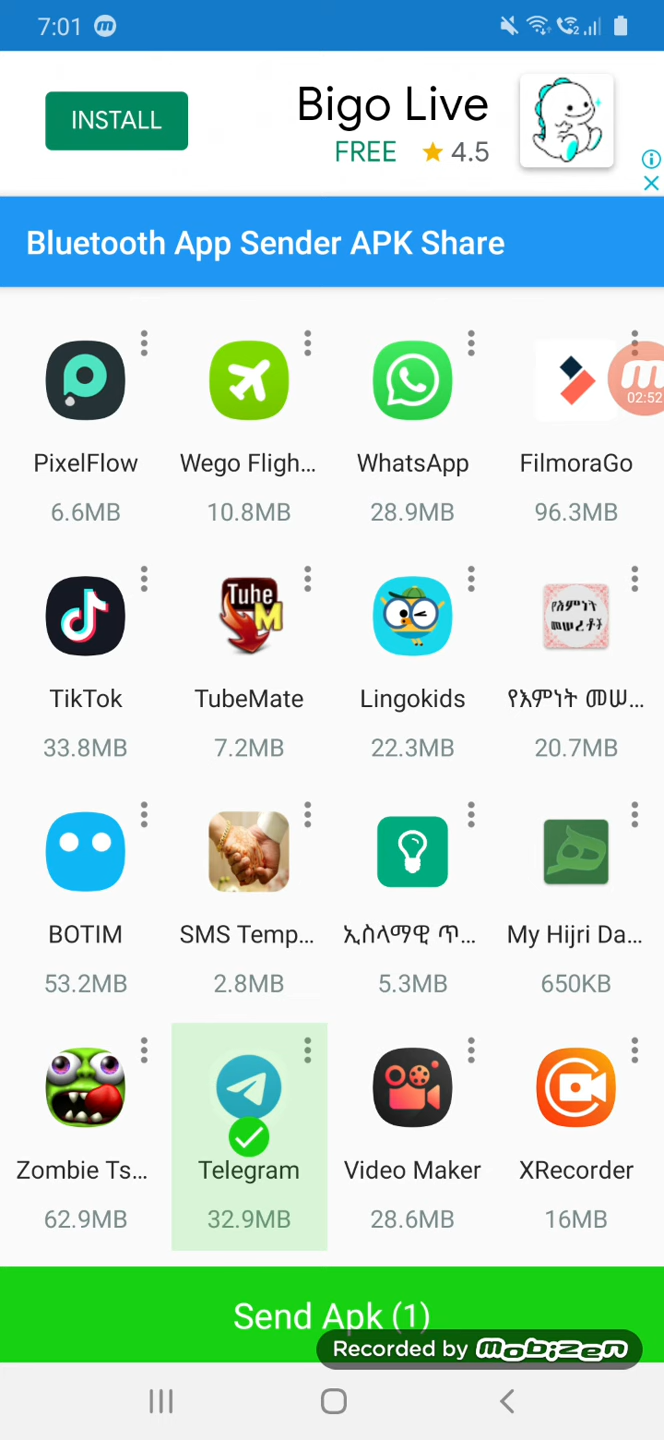 7:01
INSTALL
Bigo Live
FREE ★ 4.5
Bluetooth App Sender APK Share
02:52
PixelFlow Wego Fligh... WhatsApp FilmoraGo
6.6MB 10.8MB 28.9MB 96.3MB
Tube
M
የእምነት
መሠረቶች
TikTok TubeMate Lingokids የእምነት መሠ...
33.8MB 7.2MB 22.3MB 20.7MB
BOTIM SMS Temp... ኢስላማዊ ጥ... My Hijri Da...
53.2MB 2.8MB 5.3MB 650KB
Zombie Ts... Telegram Video Maker XRecorder
62.9MB 32.9MB 28.6MB 16MB
Send Apk (1)
Recorded by mobizen